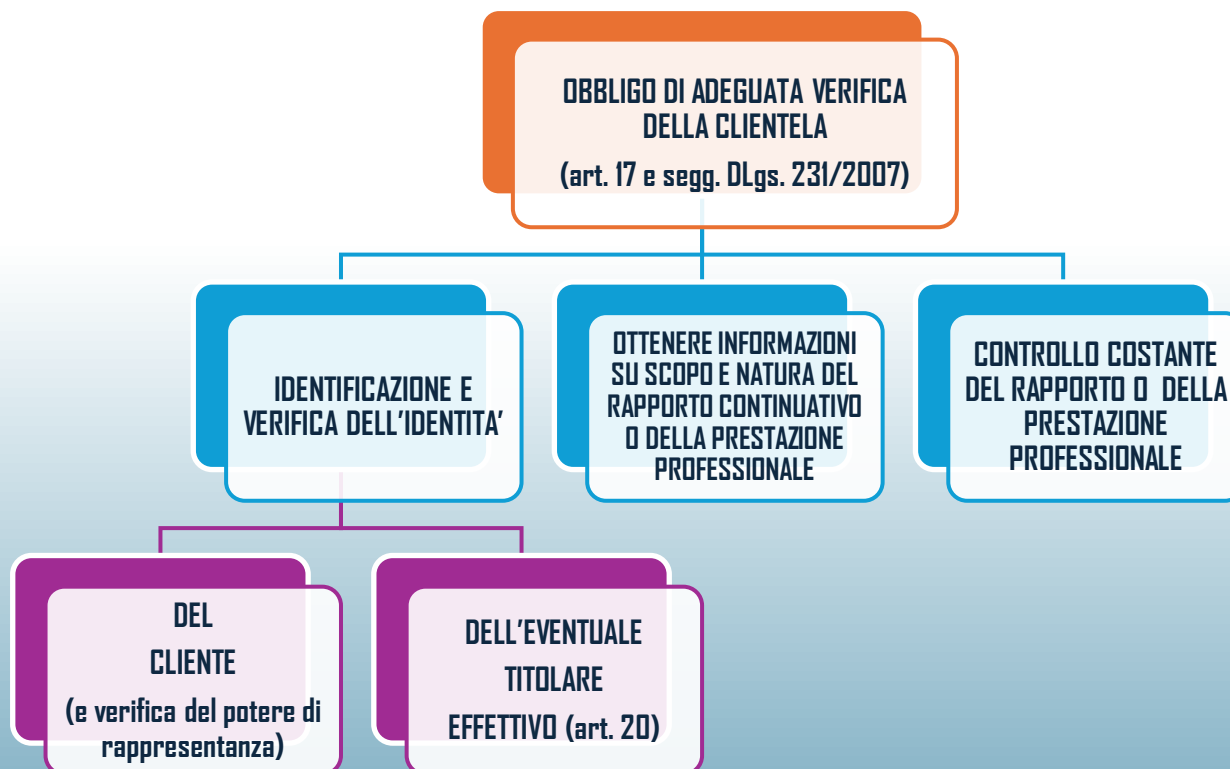 OBBLIGO DI ADEGUATA VERIFICA
DELLA CLIENTELA
(art. 17 e segg. DLgs. 231/2007)
IDENTIFICAZIONE E
VERIFICA DELL'IDENTITA'
OTTENERE INFORMAZIONI
SU SCOPO E NATURA DEL
RAPPORTO CONTINUATIVO
O DELLA PRESTAZIONE
PROFESSIONALE
CONTROLLO COSTANTE
DEL RAPPORTO O DELLA
PRESTAZIONE
PROFESSIONALE
DEL
CLIENTE
(e verifica del potere di
rappresentanza)
DELL'EVENTUALE
TITOLARE
EFFETTIVO (art. 20)